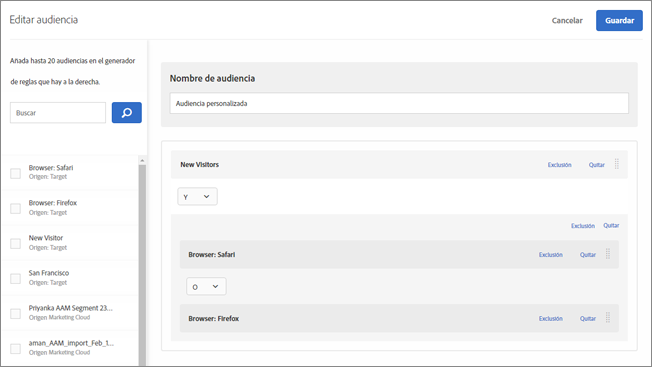 Editar audiencia
Cancelar
Guardar
Añada hasta 20 audiencias en el generador
de reglas que hay a la derecha.
Buscar
Browser: Safari
Origen: Target
Browser: Firefox
Origen: Target
New Visitor
Origen: Target
San Francisco
Origen: Target
Priyanka AAM Segment 23...
Origen Marketing Cloud
aman_AAM_import_Feb_1...
Origen Marketing Cloud
Nombre de audiencia
Audiencia personalizada
New Visitors Exclusión Quitar
Y
Exclusión Quitar
Browser: Safari Exclusión Quitar
O
Browser: Firefox Exclusión Quitar